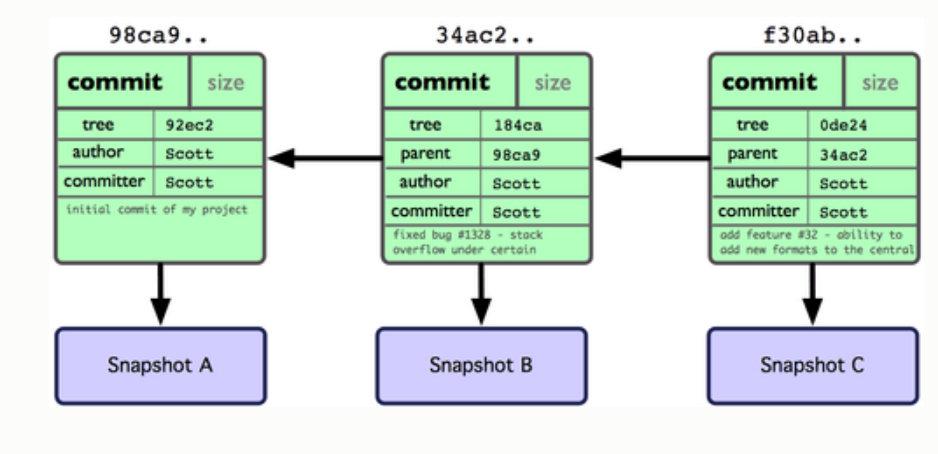 98ca9..
34ac2..
f30ab..
commit size
tree 92ec2
author Scott
committer Scott
initial commit of my project
commit size
tree 184ca
parent 98ca9
author Scott
committer Scott
fixed bug #1328 - stack
overflow under certain
commit size
tree 0de24
parent 34ac2
author Scott
committer Scott
add feature #32 - ability to
add new formats to the central
Snapshot A
Snapshot B
Snapshot C